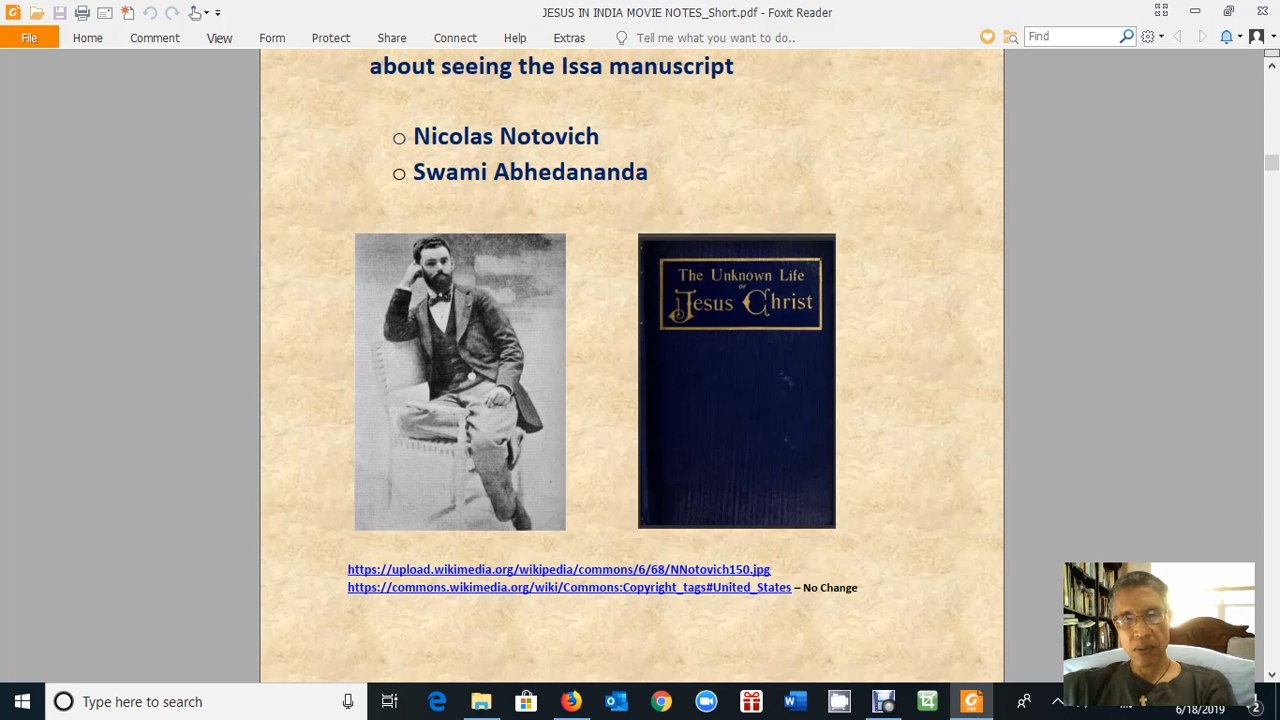 JESUS IN INDIA MOVIE NOTES_Short.pdf - Foxit Reader
File Home Comment View Form Protect Share Connect Help Extras Tell me what you want to do.. Find
about seeing the Issa manuscript
Nicolas Notovich
Swami Abhedananda
The Unknown Life
of
Jesus Christ
https://upload.wikimedia.org/wikipedia/commons/6/68/NNotovich150.jpg
https://commons.wikimedia.org/wiki/Commons:Copyright_tags#United_States – No Change
Type here to search
6/18/2019
2